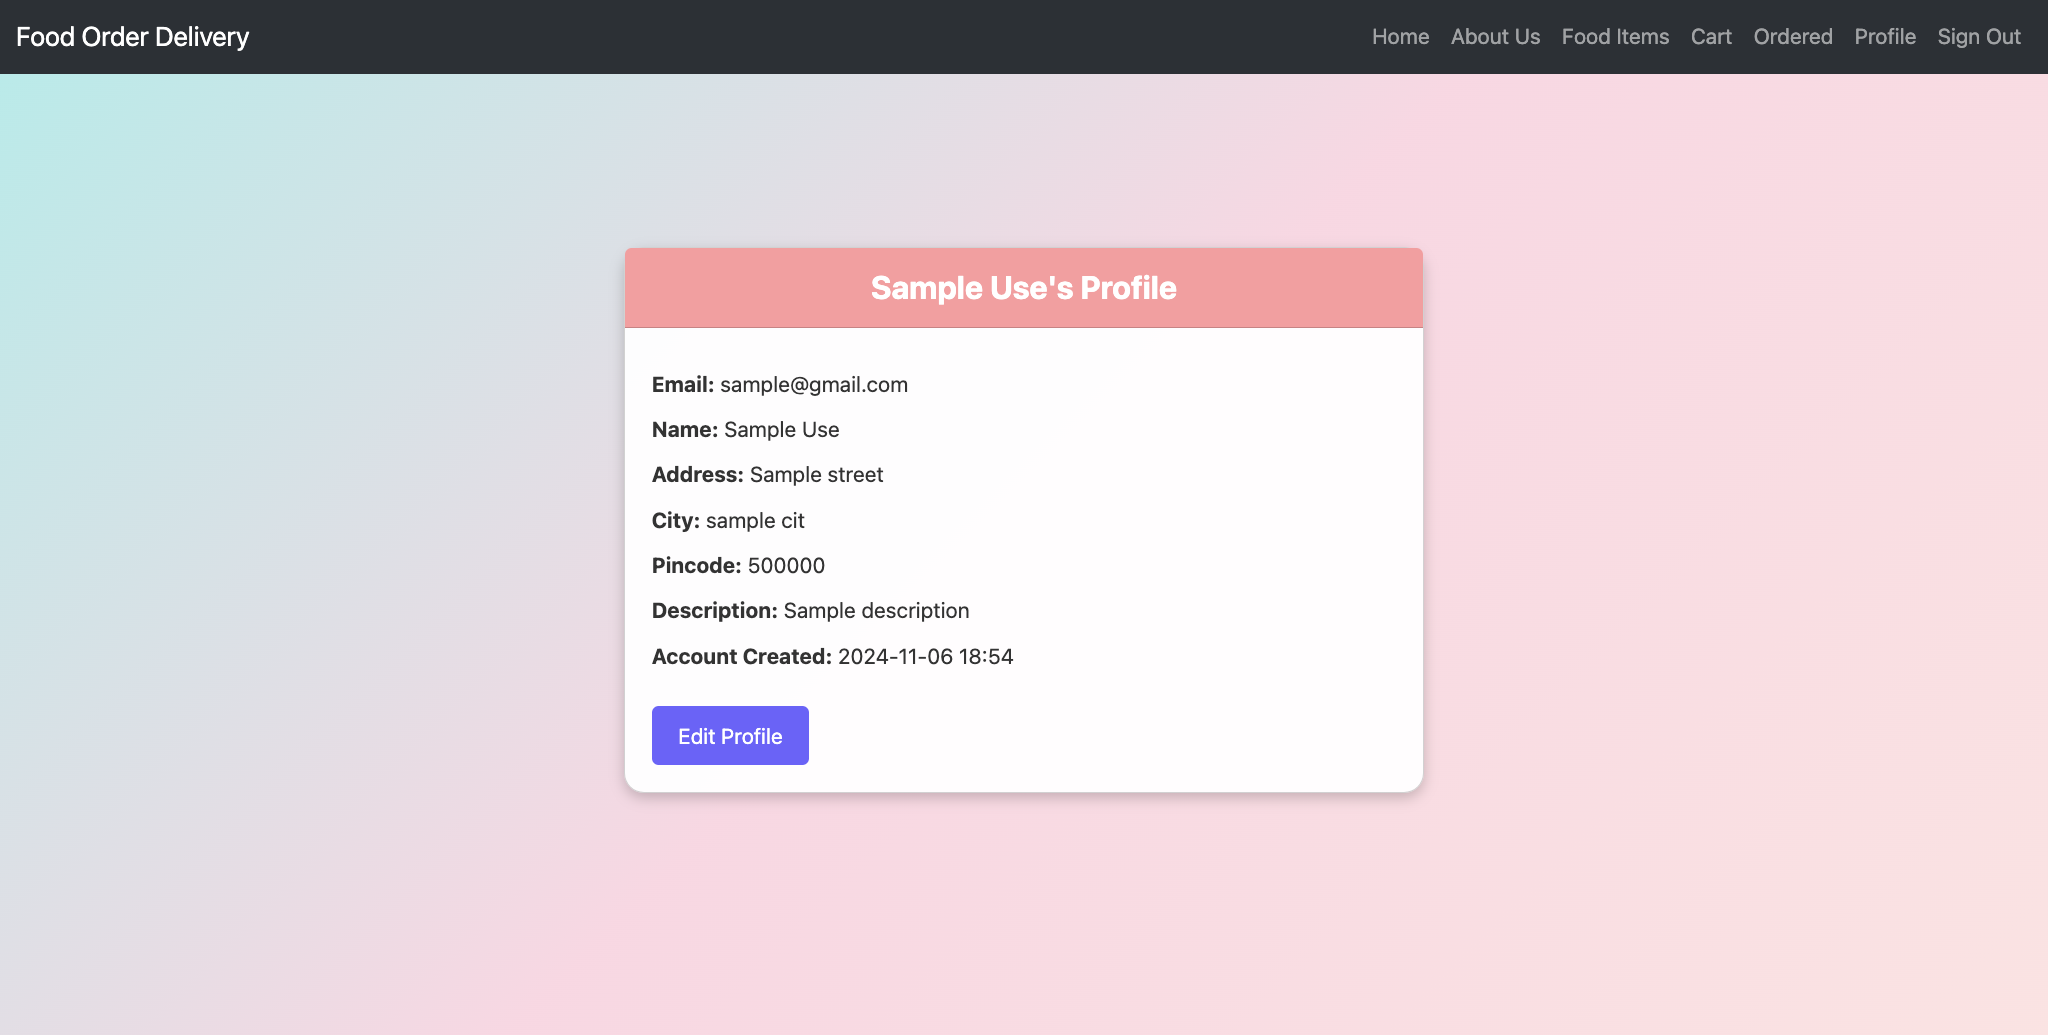 Food Order Delivery
Home About Us Food Items Cart Ordered Profile Sign Out
Sample Use's Profile
Email: sample@gmail.com
Name: Sample Use
Address: Sample street
City: sample cit
Pincode: 500000
Description: Sample description
Account Created: 2024-11-06 18:54
Edit Profile